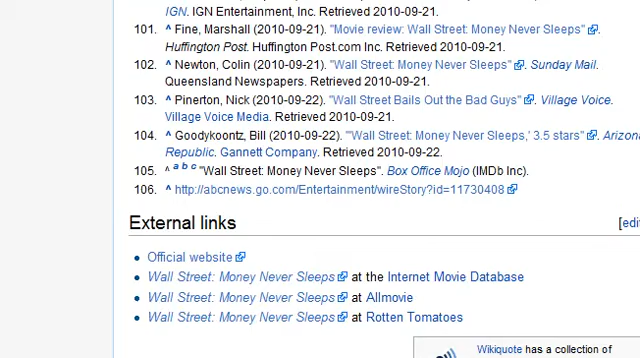 IGN. IGN Entertainment, Inc. Retrieved 2010-09-21.
101. ^ Fine, Marshall (2010-09-21). "Movie review: Wall Street: Money Never Sleeps".
Huffington Post. Huffington Post.com Inc. Retrieved 2010-09-21.
102. ^ Newton, Colin (2010-09-21). "Wall Street: Money Never Sleeps". Sunday Mail.
Queensland Newspapers. Retrieved 2010-09-21.
103. ^ Pinerton, Nick (2010-09-22). "Wall Street Bails Out the Bad Guys". Village Voice.
Village Voice Media. Retrieved 2010-09-21.
104. ^ Goodykoontz, Bill (2010-09-22). "'Wall Street: Money Never Sleeps,' 3.5 stars". Arizona
Republic. Gannett Company. Retrieved 2010-09-22.
105. ^ a b c "Wall Street: Money Never Sleeps". Box Office Mojo (IMDb Inc).
106. ^ http://abcnews.go.com/Entertainment/wireStory?id=11730408
External links
[edi
• Official website
• Wall Street: Money Never Sleeps at the Internet Movie Database
• Wall Street: Money Never Sleeps at Allmovie
• Wall Street: Money Never Sleeps at Rotten Tomatoes
Wikiquote has a collection of